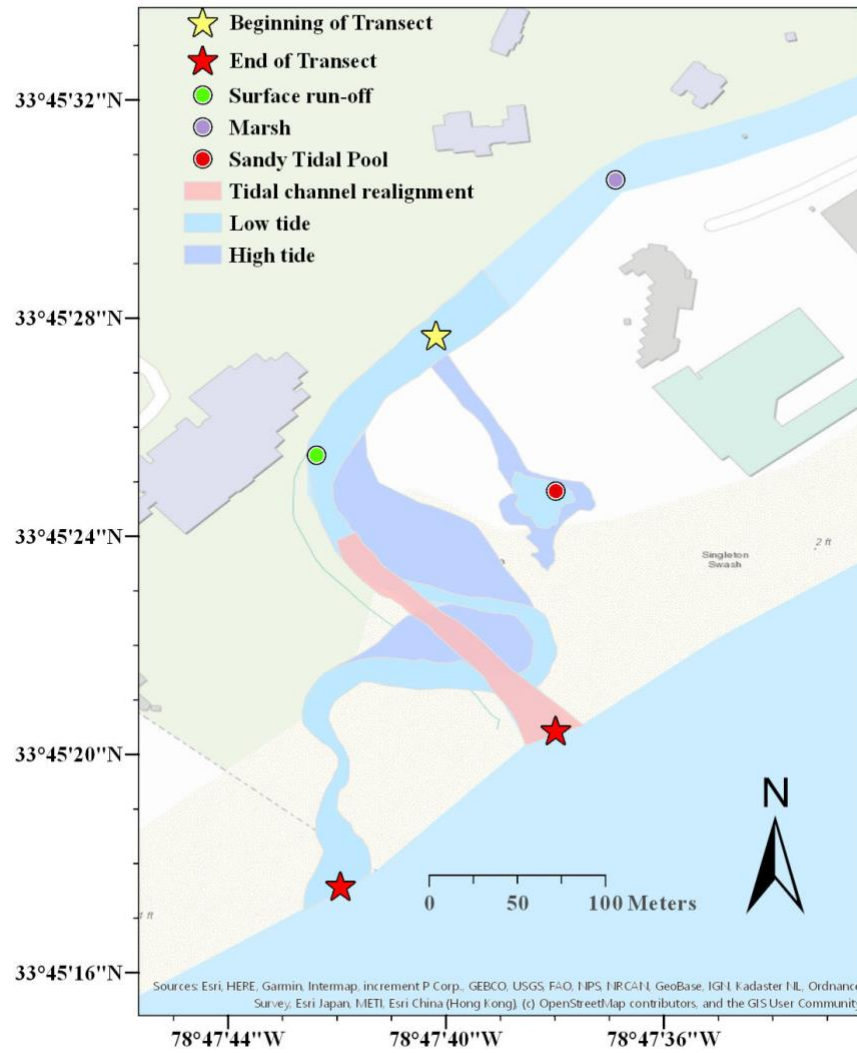 Beginning of Transect
End of Transect
Surface run-off
Marsh
Sandy Tidal Pool
Tidal channel realignment
Low tide
High tide
33°45'32"N
33°45'28"N
33°45'24"N
33°45'20"N
33°45'16"N
2 ft
Singleton
Swash
N
0 50 100 Meters
1 ft
Sources: Esri, HERE, Garmin, Intermap, increment P Corp., GEBCO, USGS, FAO, NPS, NRCAN, GeoBase, IGN, Kadaster NL, Ordnance
Survey, Esri Japan, METI, Esri China (Hong Kong), (c) OpenStreetMap contributors, and the GIS User Community
78°47'44"W 78°47'40"W 78°47'36"W